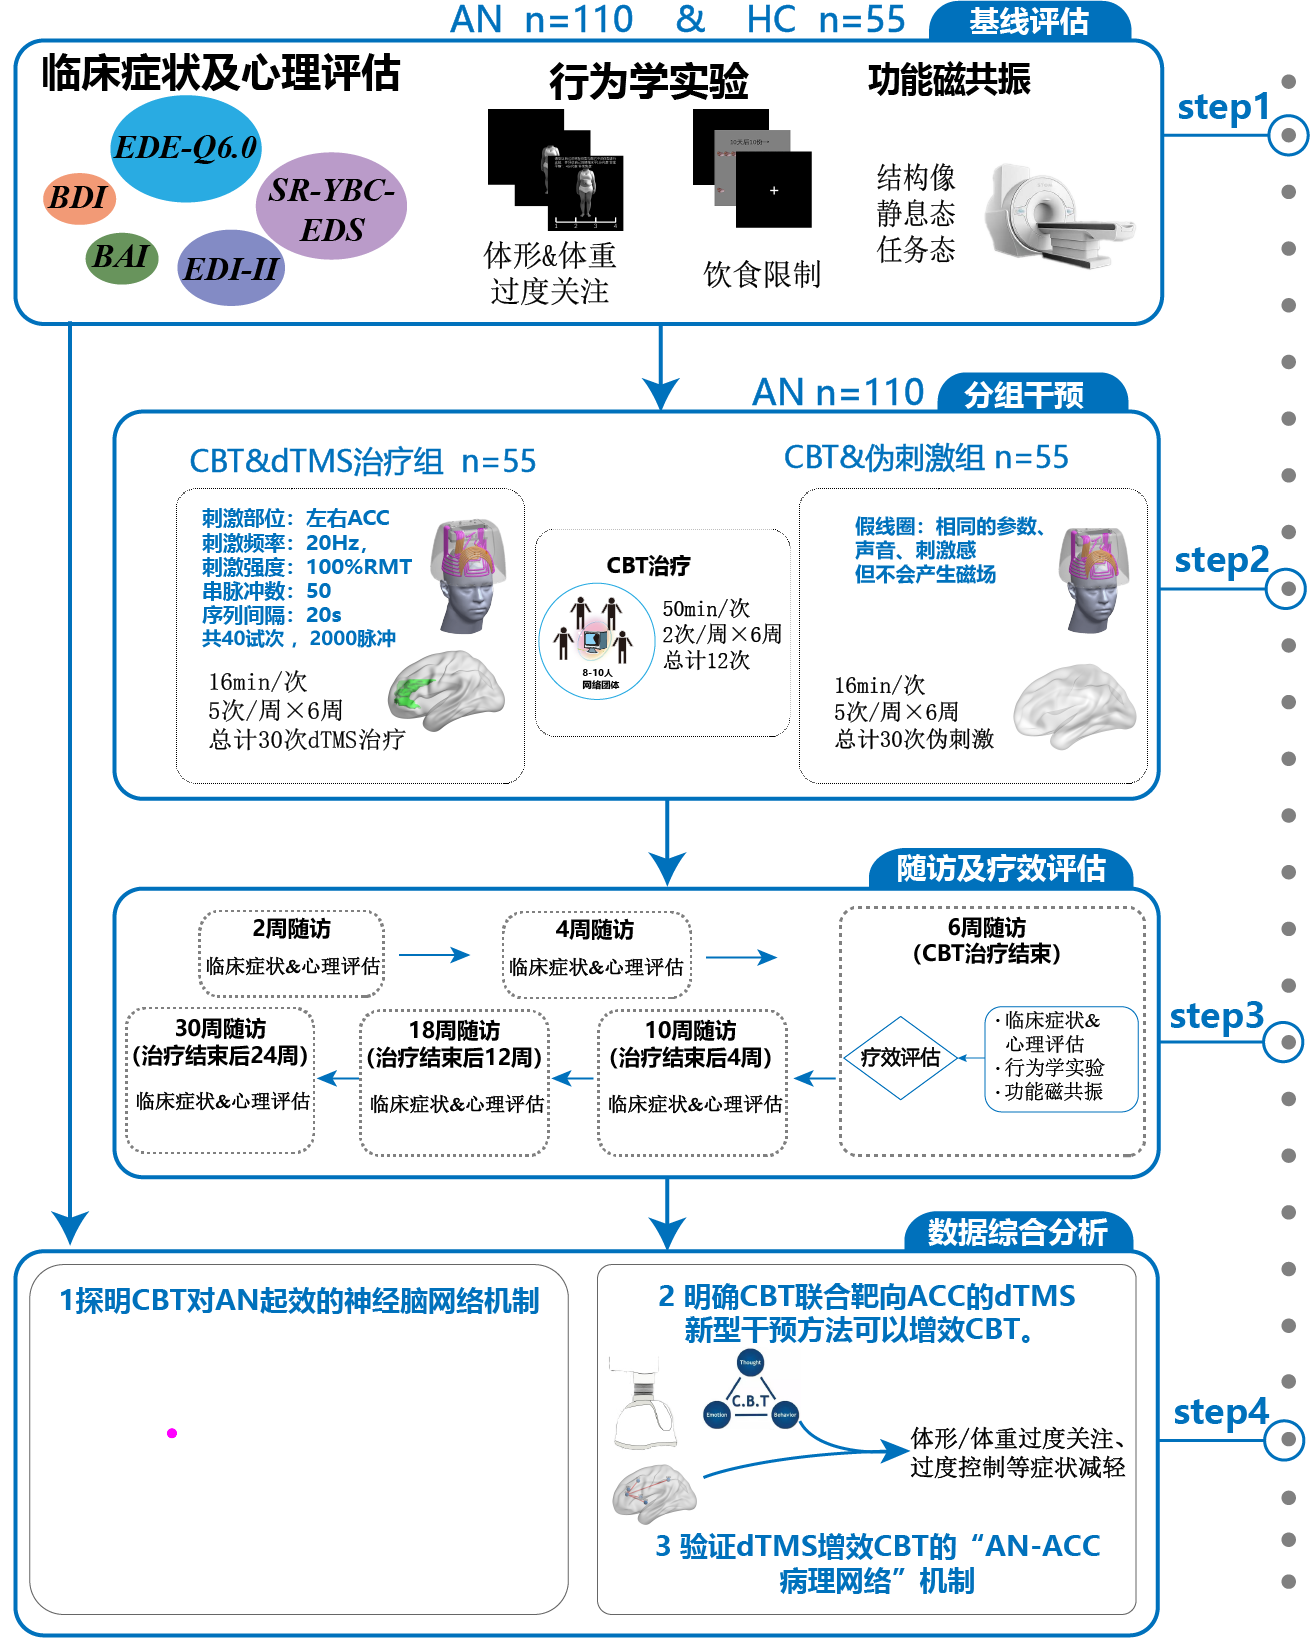 AN n=110 & HC n=55
基线评估
临床症状及心理评估
行为学实验
功能磁共振
step1
EDE-Q6.0
BDI
SR-YBC-
EDS
BAI
EDI-II
1 2 3 4
体形&体重
过度关注
30天后10份→
饮食限制
结构像
静息态
任务态
AN n=110
分组干预
CBT&dTMS治疗组 n=55
CBT&伪刺激组 n=55
刺激部位：左右ACC
刺激频率：20Hz，
刺激强度：100%RMT
串脉冲数：50
序列间隔：20s
共40试次 ，2000脉冲
16min/次
5次/周×6周
总计30次dTMS治疗
CBT治疗
8-10人
网络团体
50min/次
2次/周×6周
总计12次
假线圈：相同的参数、
声音、刺激感
但不会产生磁场
16min/次
5次/周×6周
总计30次伪刺激
step2
随访及疗效评估
2周随访
临床症状&心理评估
4周随访
临床症状&心理评估
6周随访
（CBT治疗结束）
·临床症状&
心理评估
·行为学实验
·功能磁共振
疗效评估
10周随访
（治疗结束后4周）
临床症状&心理评估
18周随访
（治疗结束后12周）
临床症状&心理评估
30周随访
（治疗结束后24周）
临床症状&心理评估
step3
数据综合分析
1探明CBT对AN起效的神经脑网络机制
2 明确CBT联合靶向ACC的dTMS
新型干预方法可以增效CBT。
Thought
C.B.T
Emotion
Behavior
体形/体重过度关注、
过度控制等症状减轻
3 验证dTMS增效CBT的“AN-ACC
病理网络”机制
step4